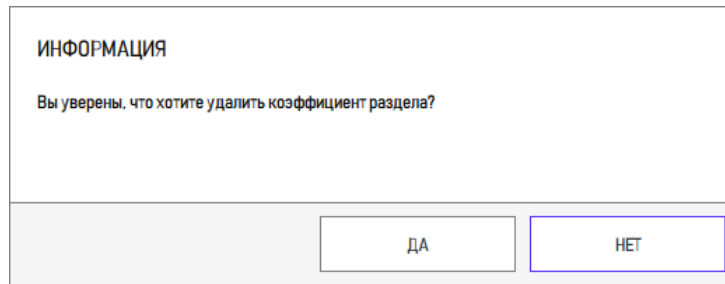 ИНФОРМАЦИЯ
Вы уверены, что хотите удалить коэффициент раздела?
ДА
НЕТ